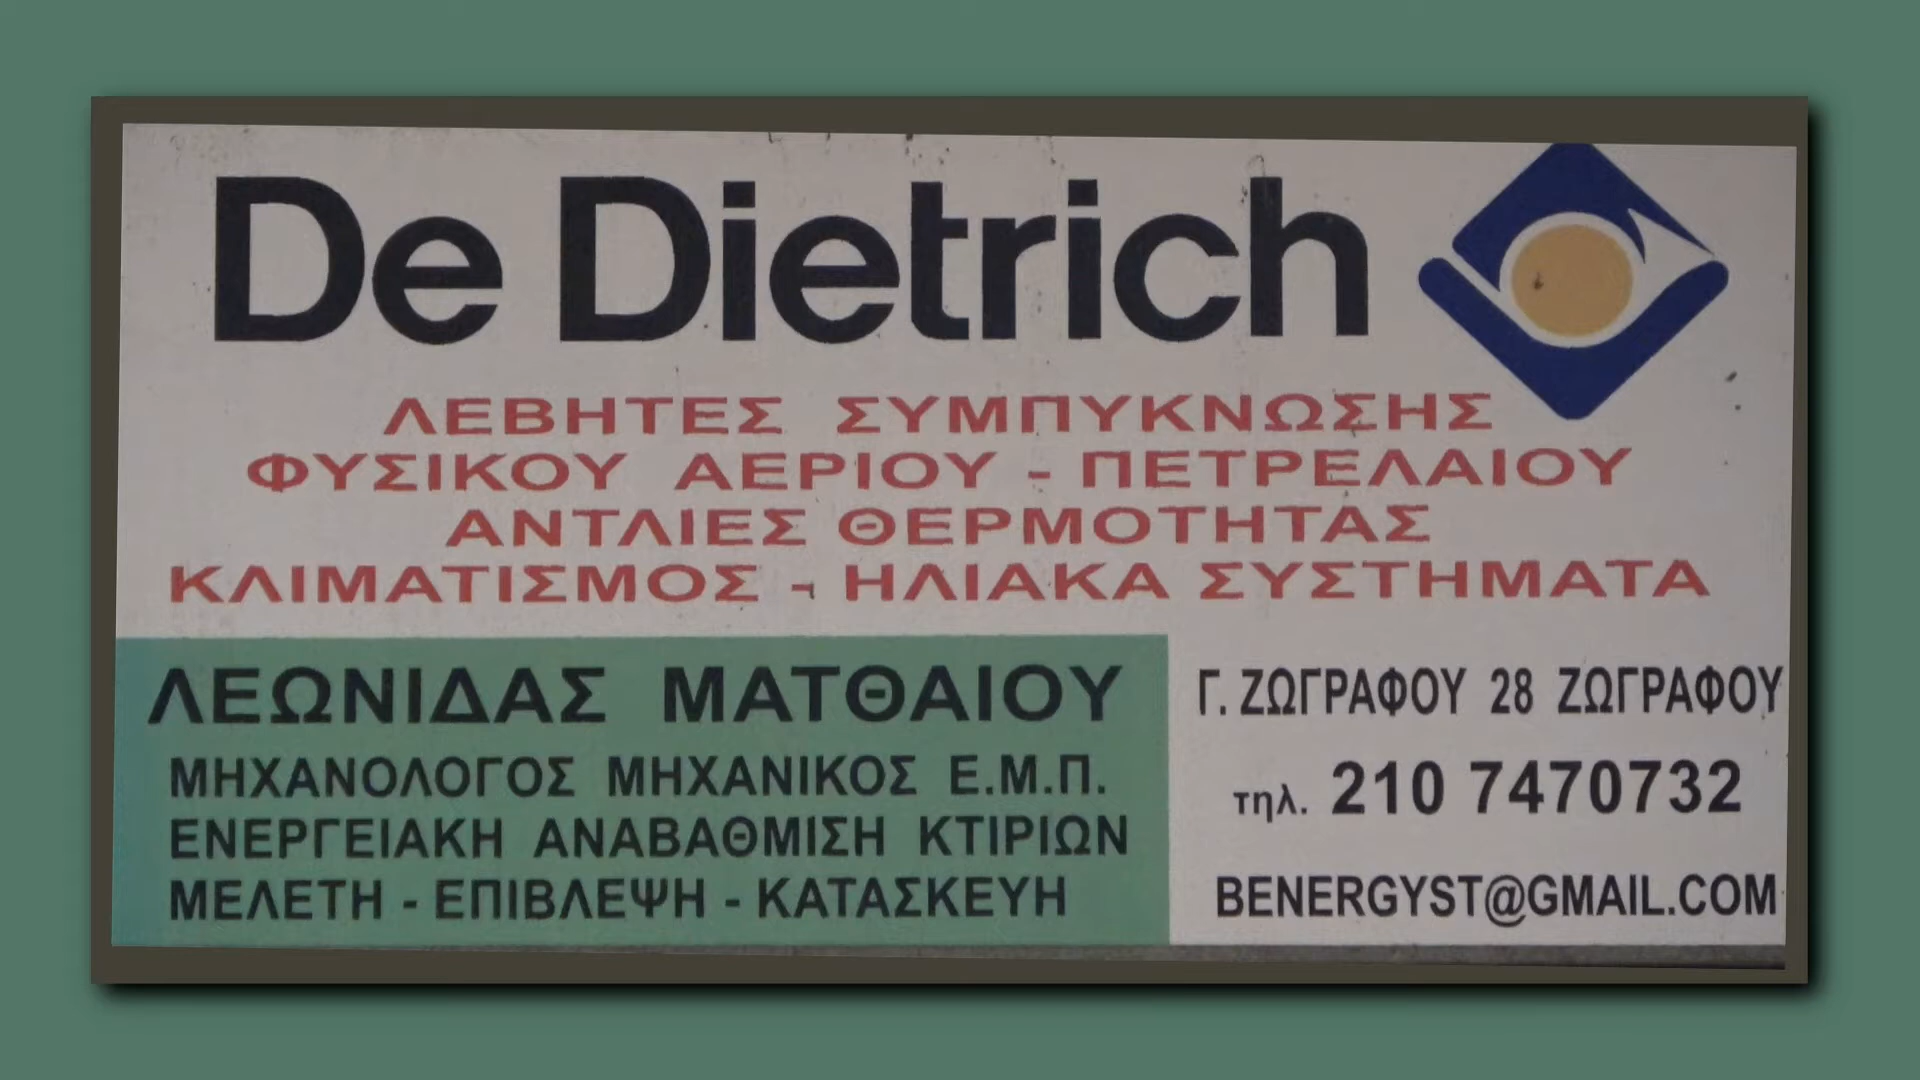 De Dietrich
ΛΕΒΗΤΕΣ ΣΥΜΠΥΚΝΩΣΗΣ
ΦΥΣΙΚΟΥ ΑΕΡΙΟΥ - ΠΕΤΡΕΛΑΙΟΥ
ΑΝΤΛΙΕΣ ΘΕΡΜΟΤΗΤΑΣ
ΚΛΙΜΑΤΙΣΜΟΣ - ΗΛΙΑΚΑ ΣΥΣΤΗΜΑΤΑ
ΛΕΩΝΙΔΑΣ ΜΑΤΘΑΙΟΥ
ΜΗΧΑΝΟΛΟΓΟΣ ΜΗΧΑΝΙΚΟΣ Ε.Μ.Π.
ΕΝΕΡΓΕΙΑΚΗ ΑΝΑΒΑΘΜΙΣΗ ΚΤΙΡΙΩΝ
ΜΕΛΕΤΗ - ΕΠΙΒΛΕΨΗ - ΚΑΤΑΣΚΕΥΗ
Γ. ΖΩΓΡΑΦΟΥ 28 ΖΩΓΡΑΦΟΥ
τηλ. 210 7470732
BENERGYST@GMAIL.COM